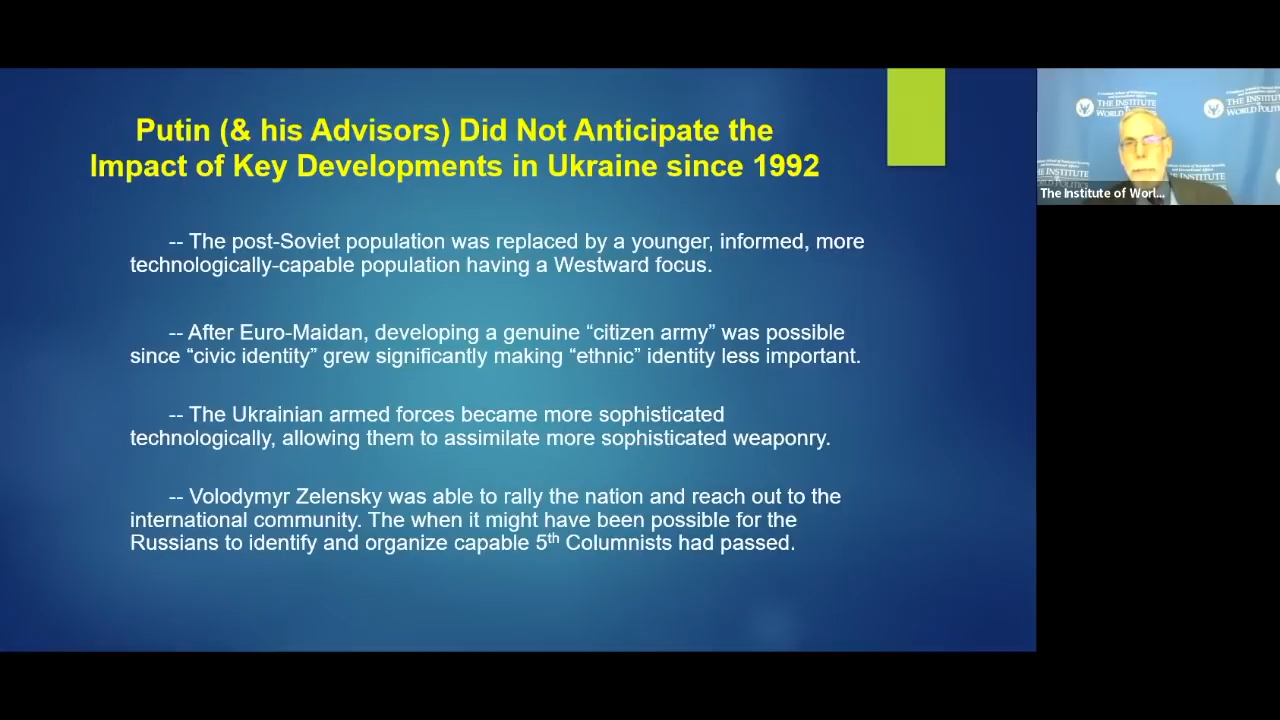 Putin (& his Advisors) Did Not Anticipate the
Impact of Key Developments in Ukraine since 1992
-- The post-Soviet population was replaced by a younger, informed, more
technologically-capable population having a Westward focus.
-- After Euro-Maidan, developing a genuine “citizen army” was possible
since “civic identity” grew significantly making “ethnic” identity less important.
-- The Ukrainian armed forces became more sophisticated
technologically, allowing them to assimilate more sophisticated weaponry.
-- Volodymyr Zelensky was able to rally the nation and reach out to the
international community. The when it might have been possible for the
Russians to identify and organize capable 5th Columnists had passed.
THE INSTITUTE
WORLD POLITICS
THE INSTITUTE
WORLD POLIT
THE INSTITUTE
THE INSTITUTE
The Institute of Worl...